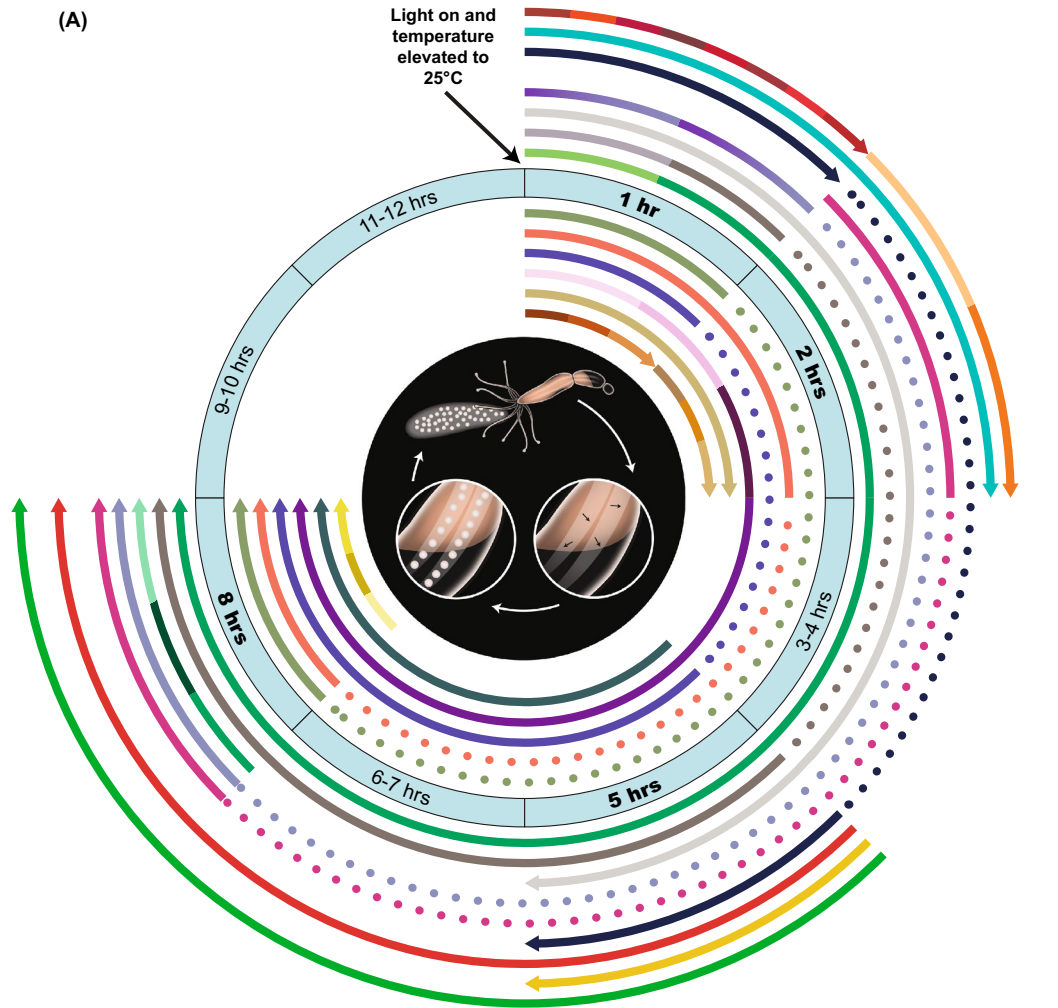 (A)
Light on and
temperature
elevated to
25°C
1 hr
2 hrs
3-4 hrs
5 hrs
6-7 hrs
8 hrs
9-10 hrs
11-12 hrs